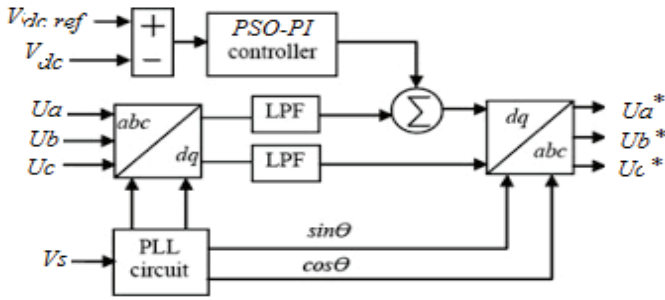 Vdc ref
+
PSO-PI
controller
Vdc
−
Ua
Ub
Uc
abc
dq
LPF
LPF
Σ
dq
abc
Ua*
Ub*
Uc*
Vs
PLL
circuit
sinΘ
cosΘ